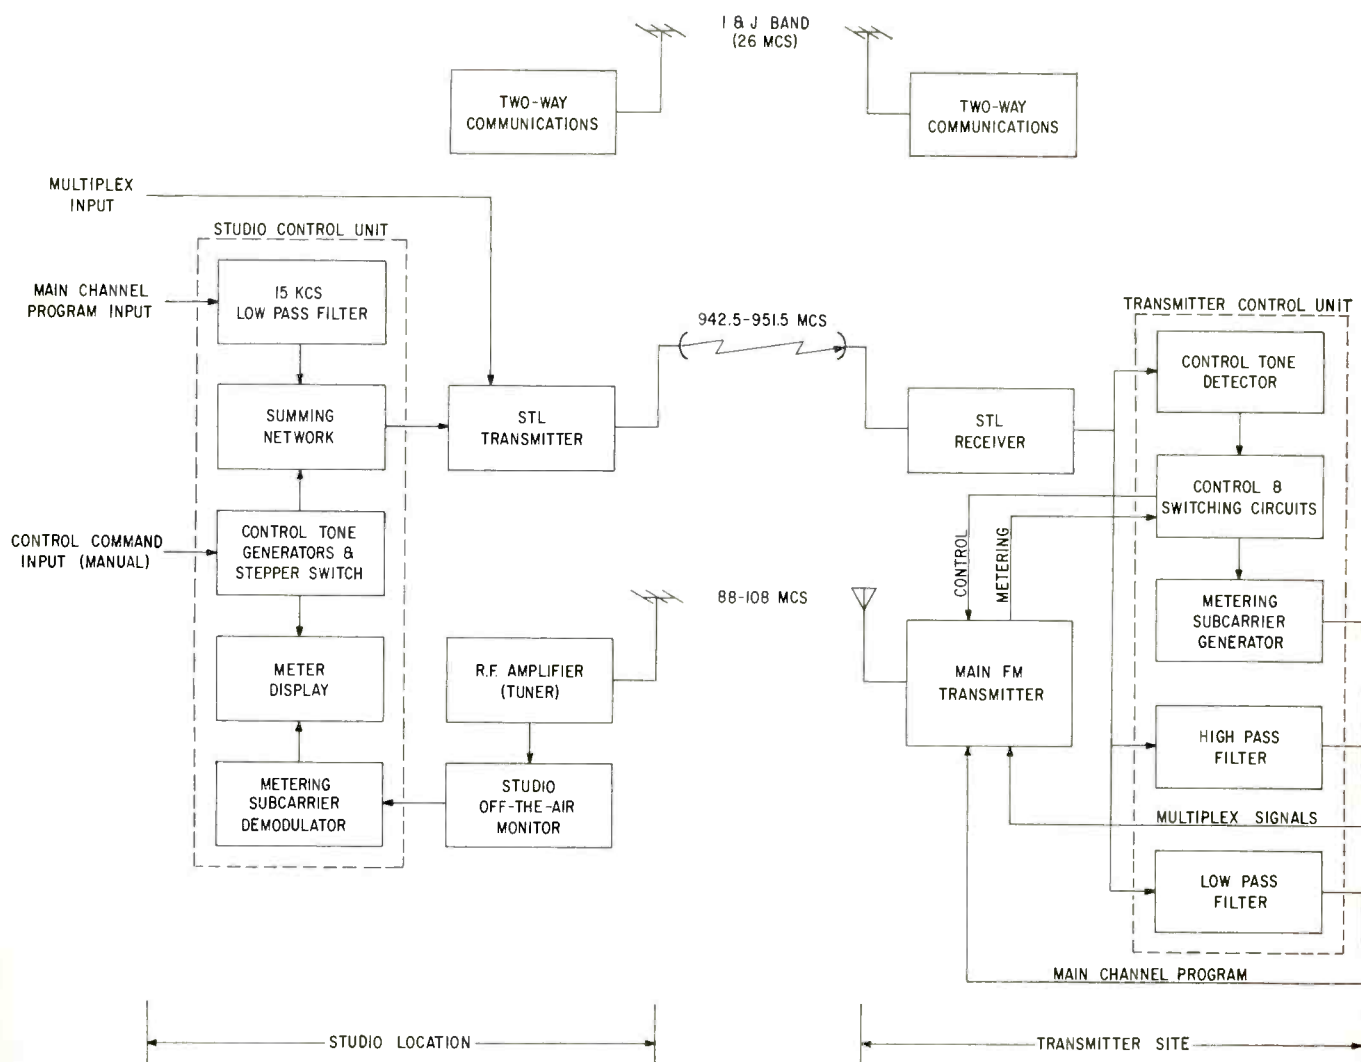 I & J BAND
(26 MCS)
TWO-WAY
COMMUNICATIONS
TWO-WAY
COMMUNICATIONS
MULTIPLEX
INPUT
STUDIO CONTROL UNIT
MAIN CHANNEL
PROGRAM INPUT
15 KCS
LOW PASS FILTER
SUMMING
NETWORK
CONTROL COMMAND
INPUT (MANUAL)
CONTROL TONE
GENERATORS &
STEPPER SWITCH
METER
DISPLAY
METERING
SUBCARRIER
DEMODULATOR
STL
TRANSMITTER
942.5-951.5 MCS
STL
RECEIVER
88-108 MCS
R.F. AMPLIFIER
(TUNER)
STUDIO
OFF-THE-AIR
MONITOR
CONTROL
METERING
MAIN FM
TRANSMITTER
TRANSMITTER CONTROL UNIT
CONTROL TONE
DETECTOR
CONTROL 8
SWITCHING CIRCUITS
METERING
SUBCARRIER
GENERATOR
HIGH PASS
FILTER
MULTIPLEX SIGNALS
LOW PASS
FILTER
MAIN CHANNEL PROGRAM
STUDIO LOCATION
TRANSMITTER SITE